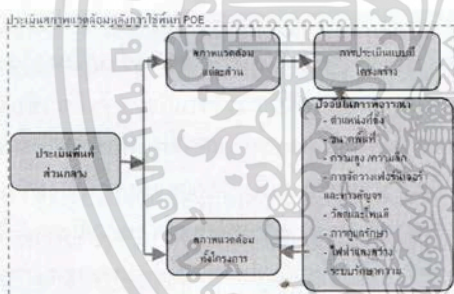 ประเมินสภาพแวดล้อมหลังการใช้พื้นที่ POE
สภาพแวดล้อม
แต่ละด้าน
การประเมินแบบมี
โครงสร้าง
ประเมินพื้นที่
ส่วนกลาง
ปัจจัยในการพิจารณา
- ตำแหน่งที่ตั้ง
- ขนาดพื้นที่
- ความสูง /ความลึก
- การจัดวางเฟอร์นิเจอร์
และทางสัญจร
- วัสดุและโทนสี
- การดูแลรักษา
- ไฟฟ้าแสงสว่าง
- ระบบรักษาความ
สภาพแวดล้อม
ทั้งโครงการ